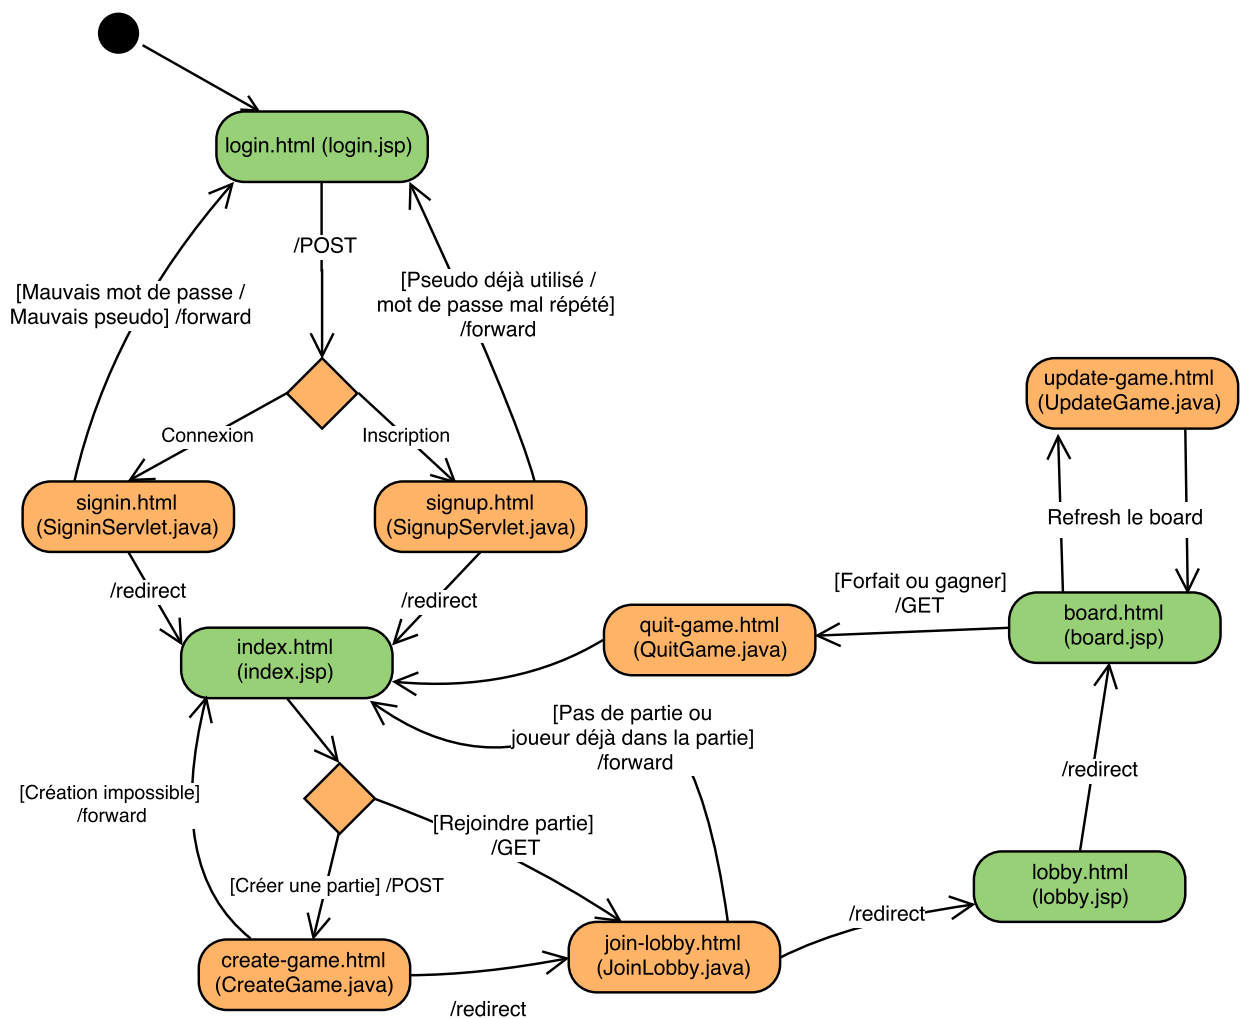 login.html (login.jsp)
/POST
[Mauvais mot de passe /
Mauvais pseudo] /forward
[Pseudo déjà utilisé /
mot de passe mal répété]
/forward
Connexion
Inscription
signin.html
(SigninServlet.java)
signup.html
(SignupServlet.java)
/redirect
/redirect
index.html
(index.jsp)
update-game.html
(UpdateGame.java)
Refresh le board
[Forfait ou gagner]
/GET
quit-game.html
(QuitGame.java)
board.html
(board.jsp)
[Pas de partie ou
joueur déjà dans la partie]
/forward
/redirect
[Création impossible]
/forward
[Rejoindre partie]
/GET
[Créer une partie] /POST
lobby.html
(lobby.jsp)
/redirect
create-game.html
(CreateGame.java)
join-lobby.html
(JoinLobby.java)
/redirect